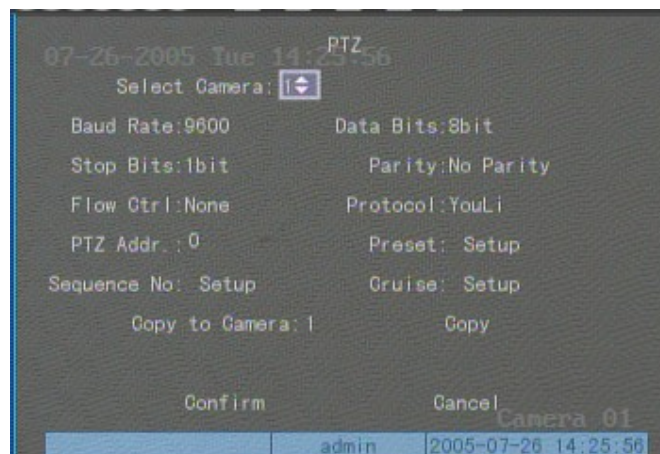 PTZ
07-26-2005 Tue 14:25:56
Select Camera: 1
Baud Rate:9600 Data Bits:8bit
Stop Bits:1bit Parity:No Parity
Flow Ctrl:None Protocol:YouLi
PTZ Addr.:0 Preset: Setup
Sequence No: Setup Cruise: Setup
Copy to Camera:1 Copy
Confirm Cancel
Camera 01
admin 2005-07-26 14:25:56